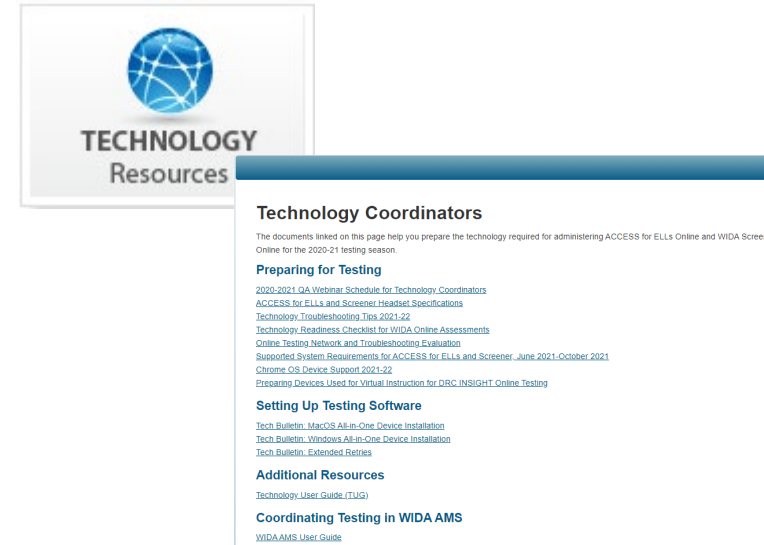 TECHNOLOGY
Resources
Technology Coordinators
The documents linked on this page help you prepare the technology required for administering ACCESS for ELLs Online and WIDA
Online for the 2020-21 testing season.
Preparing for Testing
2020-2021 QA Webinar Schedule for Technology Coordinators
ACCESS for ELLs and Screener Headset Specifications
Technology Troubleshooting Tips 2021-22
Technology Readiness Checklist for WIDA Online Assessments
Online Testing Network and Troubleshooting Evaluation
Supported System Requirements for ACCESS for ELLs and Screener, June 2021-October 2021
Chrome OS Device Support 2021-22
Preparing Devices Used for Virtual Instruction for DRC INSIGHT Online Testing
Setting Up Testing Software
Tech Bulletin: MacOS All-in-One Device Installation
Tech Bulletin: Windows All-in-One Device Installation
Tech Bulletin: Extended Retries
Additional Resources
Technology User Guide (TUG)
Coordinating Testing in WIDA AMS
WIDA AMS User Guide